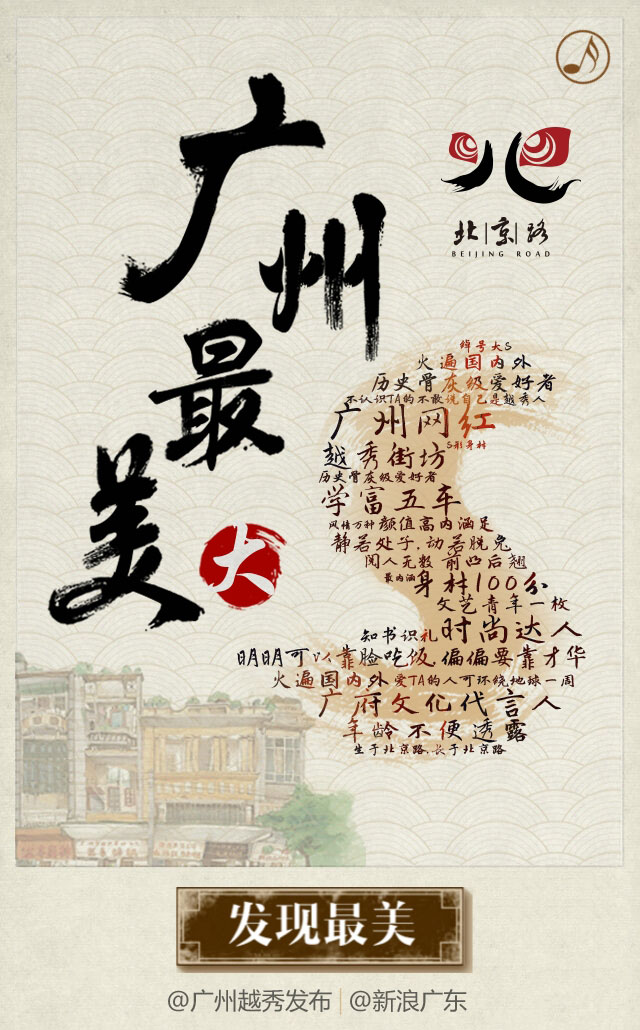 广州
最美
大
北京路
BEIJING ROAD
绰号大S
火遍国内外
历史骨灰级爱好者
不认识TA的不敢说自己是越秀人
广州网红
S形身材
越秀街坊
历史骨灰级爱好者
学富五车
风情万种 颜值高内涵足
静若处子,动若脱兔
阅人无数 前凸后翘
最内涵 身材100分
文艺青年一枚
知书识礼 时尚达人
明明可以靠脸吃饭 偏偏要靠才华
火遍国内外 爱TA的人可环绕地球一周
广府文化代言人
年龄不便透露
生于北京路,长于北京路
发现最美
@广州越秀发布 | @新浪广东